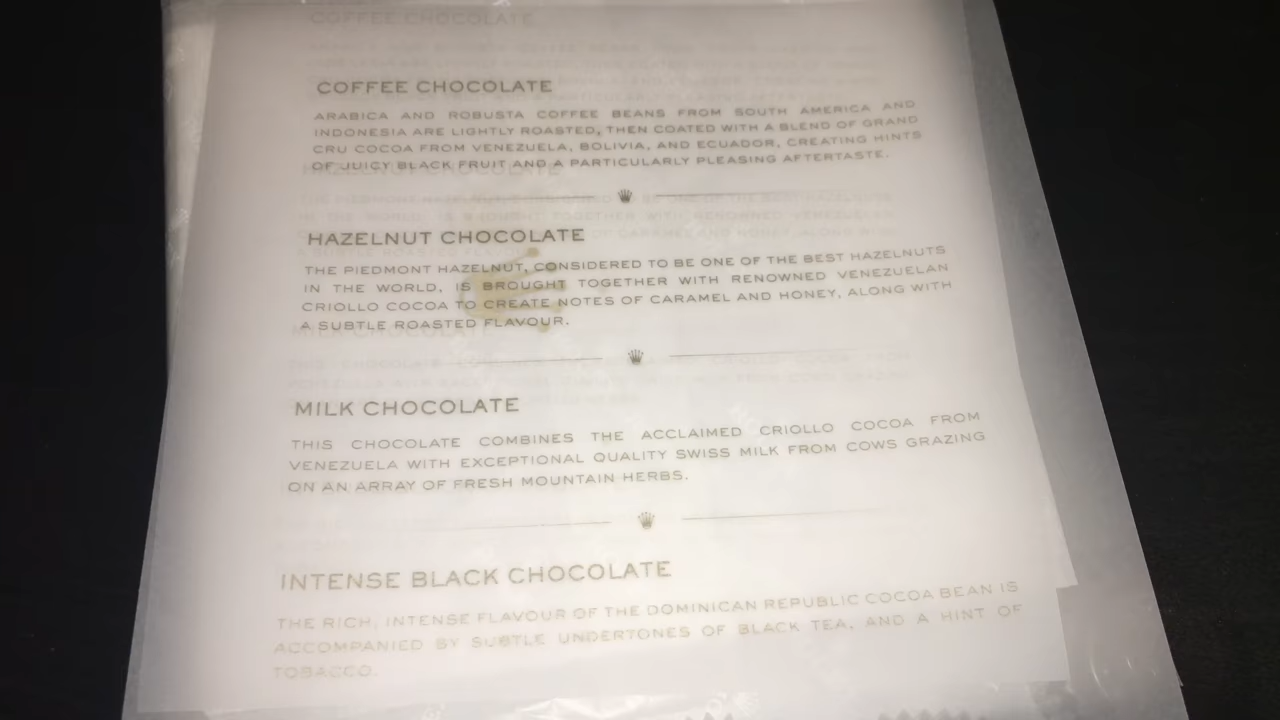 COFFEE CHOCOLATE
COFFEE CHOCOLATE
ARABICA AND ROBUSTA COFFEE BEANS FROM SOUTH AMERICA AND
INDONESIA ARE LIGHTLY ROASTED, THEN COATED WITH A BLEND OF GRAND
CRU COCOA FROM VENEZUELA, BOLIVIA, AND ECUADOR, CREATING HINTS
OF JUICY BLACK FRUIT AND A PARTICULARLY PLEASING AFTERTASTE.
HAZELNUT CHOCOLATE
THE PIEDMONT HAZELNUT, CONSIDERED TO BE ONE OF THE BEST HAZELNUTS
IN THE WORLD, IS BROUGHT TOGETHER WITH RENOWNED VENEZUELAN
CRIOLLO COCOA TO CREATE NOTES OF CARAMEL AND HONEY, ALONG WITH
A SUBTLE ROASTED FLAVOUR.
MILK CHOCOLATE
THIS CHOCOLATE COMBINES THE ACCLAIMED CRIOLLO COCOA FROM
VENEZUELA WITH EXCEPTIONAL QUALITY SWISS MILK FROM COWS GRAZING
ON AN ARRAY OF FRESH MOUNTAIN HERBS.
INTENSE BLACK CHOCOLATE
THE RICH, INTENSE FLAVOUR OF THE DOMINICAN REPUBLIC COCOA BEAN IS
ACCOMPANIED BY SUBTLE UNDERTONES OF BLACK TEA, AND A HINT OF
TOBACCO.